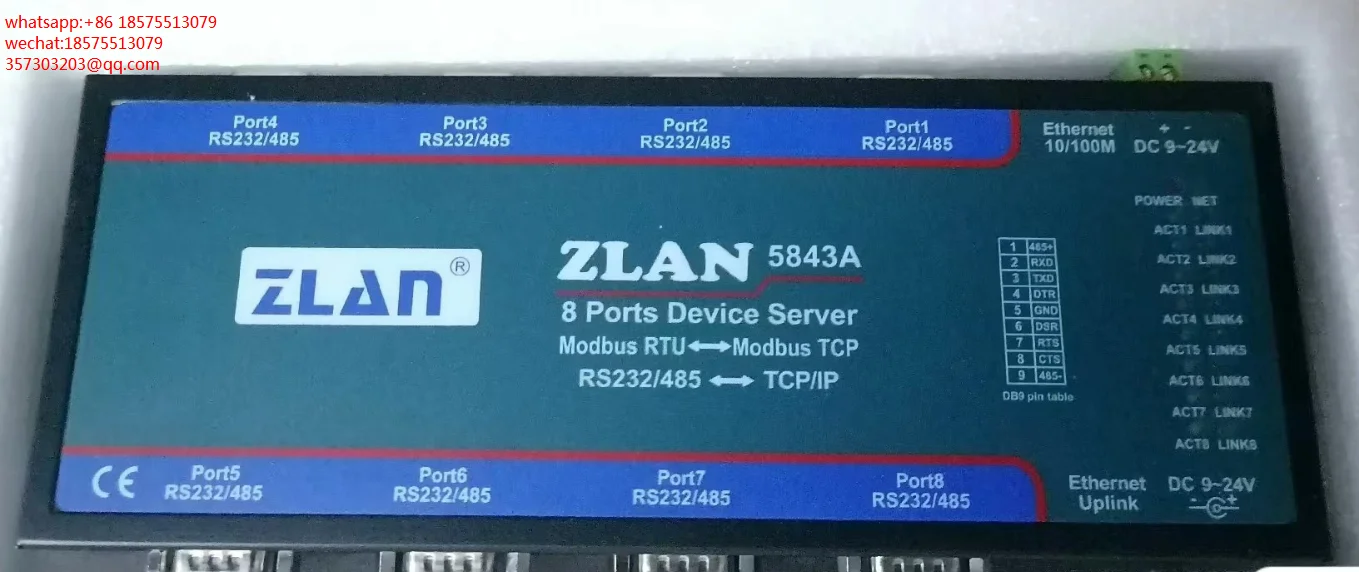 whatsapp:+86 18575513079
wechat:18575513079
357303203@qq.com
Port4 Port3 Port2 Port1
RS232/485 RS232/485 RS232/485 RS232/485
Ethernet + -
10/100M DC 9~24V
POWER NET
ACT1 LINK1
ACT2 LINK2
ACT3 LINK3
ACT4 LINK4
ACT5 LINK5
ACT6 LINK6
ACT7 LINK7
ACT8 LINK8
ZLAN®
ZLAN 5843A
8 Ports Device Server
Modbus RTU↔Modbus TCP
RS232/485 ↔ TCP/IP
1 485+
2 RXD
3 TXD
4 DTR
5 GND
6 DSR
7 RTS
8 CTS
9 485-
DB9 pin table
CE
Port5 Port6 Port7 Port8
RS232/485 RS232/485 RS232/485 RS232/485
Ethernet DC 9~24V
Uplink - +